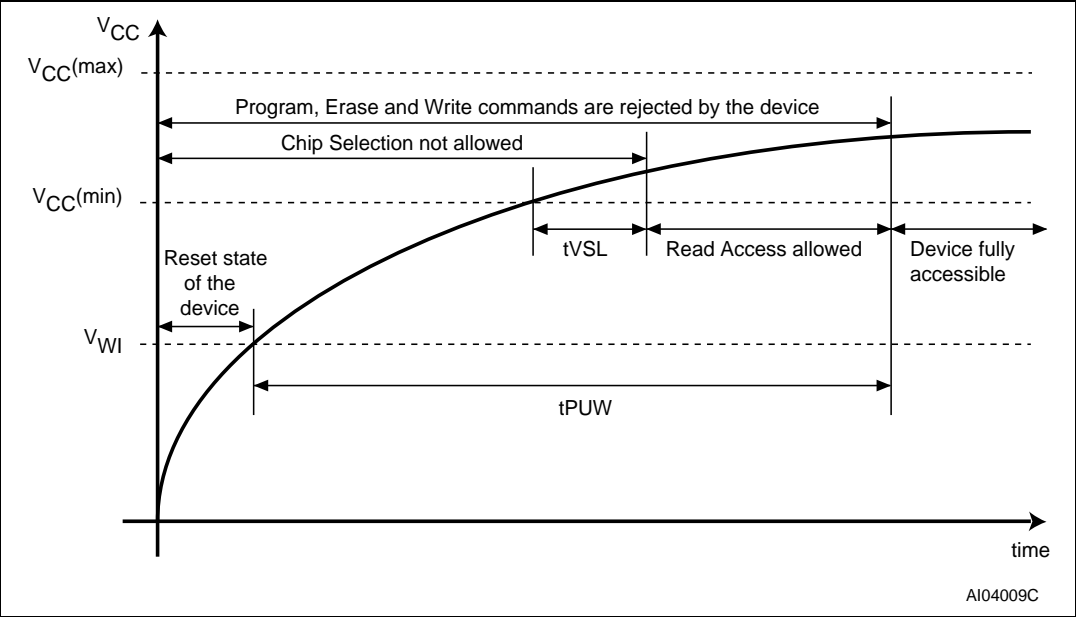 VCC
VCC(max)
Program, Erase and Write commands are rejected by the device
Chip Selection not allowed
VCC(min)
tVSL
Read Access allowed
Device fully
accessible
Reset state
of the
device
VWI
tPUW
time
AI04009C